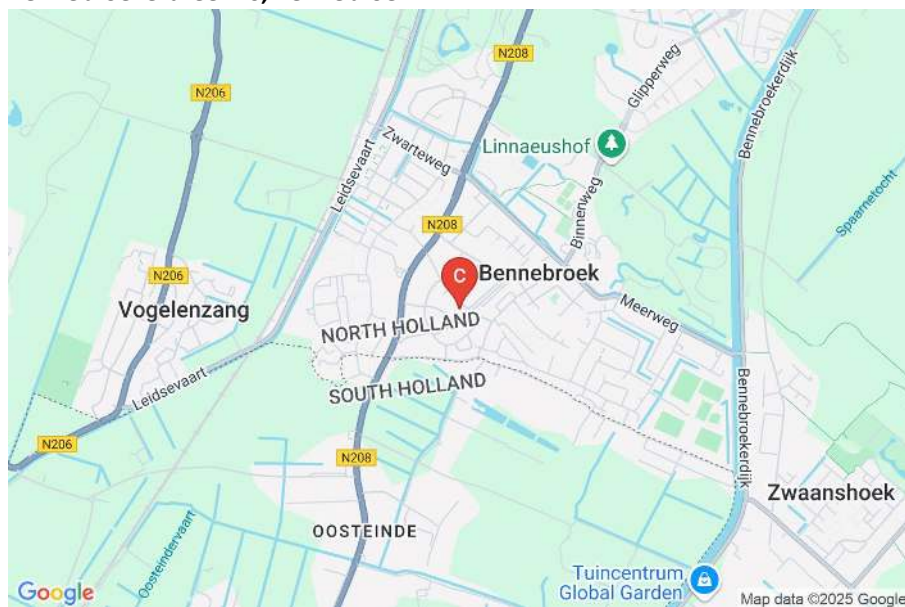 N208
N206
Glipperweg
Bennebroekerdijk
Zwarteweg
Linnaeushof
Leidsevaart
Binnenweg
Spaarnetocht
N208
N206
Bennebroek
Vogelenzang
Meerweg
NORTH HOLLAND
SOUTH HOLLAND
Leidsevaart
Bennebroekerdijk
N206
N208
Zwaanshoek
OOSTEINDE
Oosteindervaart
Tuincentrum
Global Garden
Google
Map data ©2025 Google
C